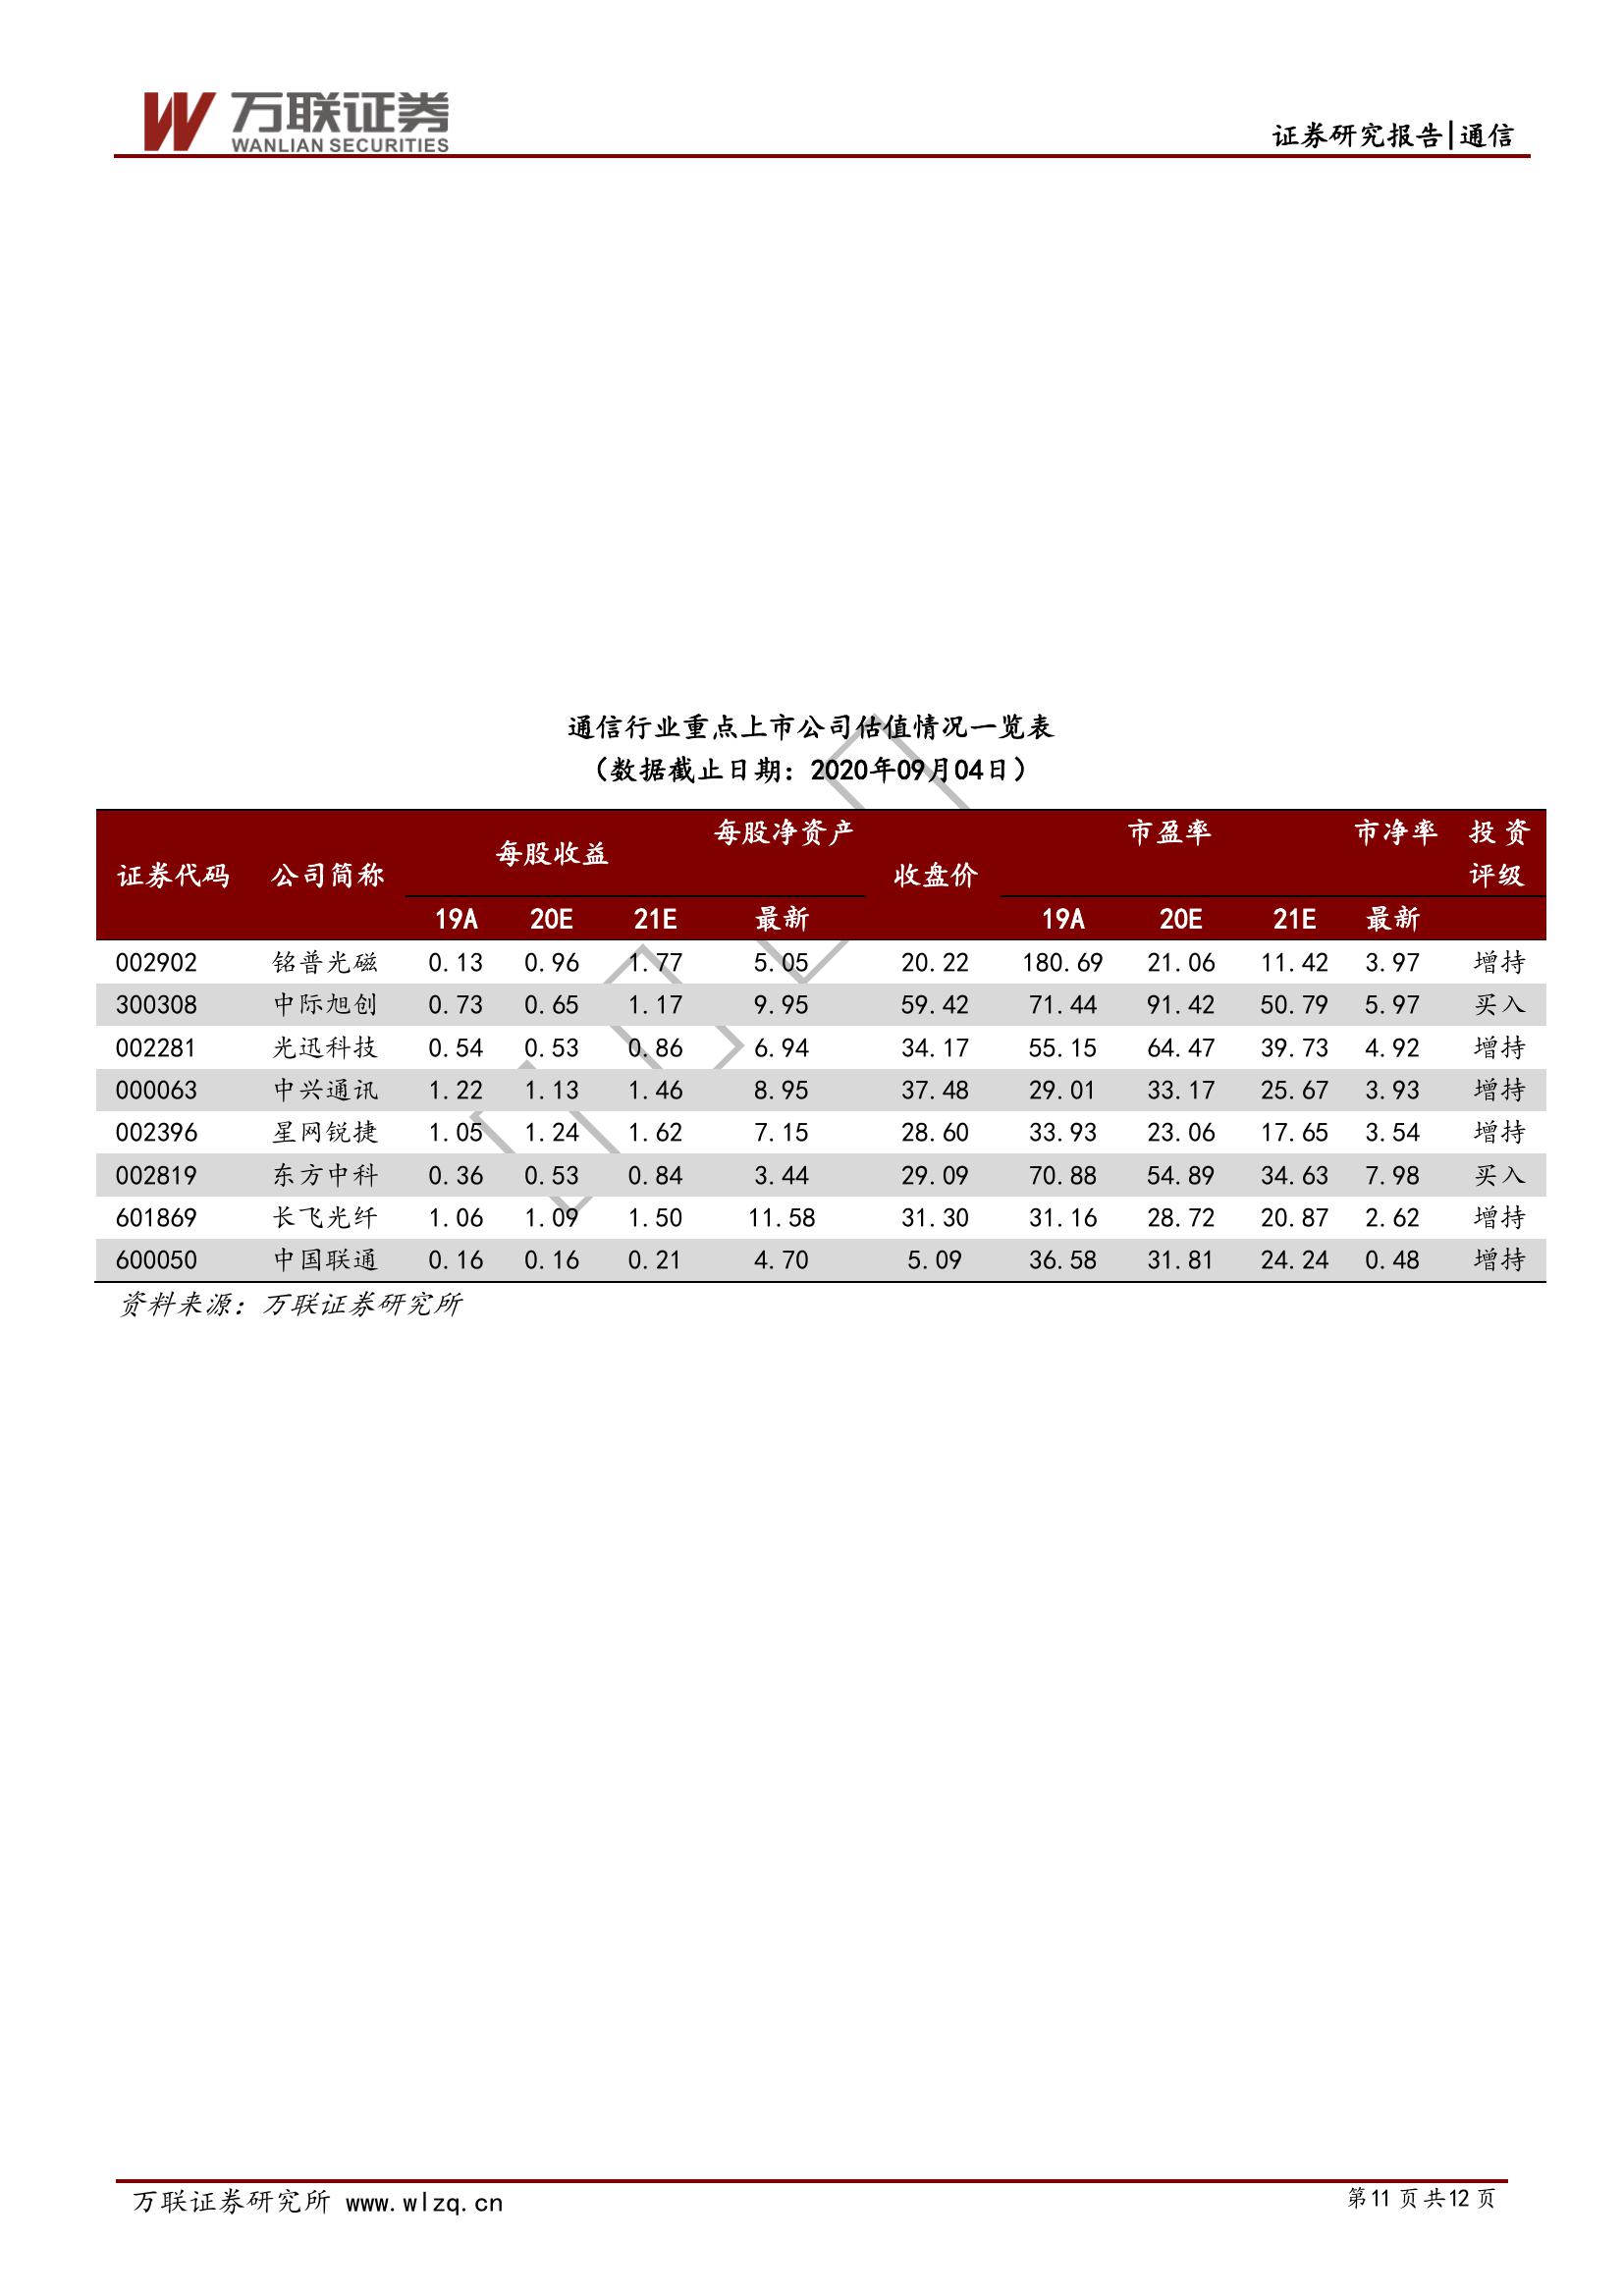 万联证券
WANLIAN SECURITIES
证券研究报告|通信
通信行业重点上市公司估值情况一览表
（数据截止日期：2020年09月04日）
证券代码 公司简称 每股收益 每股净资产 收盘价 市盈率 市净率 投资评级
19A 20E 21E 最新 19A 20E 21E 最新
002902 铭普光磁 0.13 0.96 1.77 5.05 20.22 180.69 21.06 11.42 3.97 增持
300308 中际旭创 0.73 0.65 1.17 9.95 59.42 71.44 91.42 50.79 5.97 买入
002281 光迅科技 0.54 0.53 0.86 6.94 34.17 55.15 64.47 39.73 4.92 增持
000063 中兴通讯 1.22 1.13 1.46 8.95 37.48 29.01 33.17 25.67 3.93 增持
002396 星网锐捷 1.05 1.24 1.62 7.15 28.60 33.93 23.06 17.65 3.54 增持
002819 东方中科 0.36 0.53 0.84 3.44 29.09 70.88 54.89 34.63 7.98 买入
601869 长飞光纤 1.06 1.09 1.50 11.58 31.30 31.16 28.72 20.87 2.62 增持
600050 中国联通 0.16 0.16 0.21 4.70 5.09 36.58 31.81 24.24 0.48 增持
资料来源：万联证券研究所
万联证券研究所 www.wlzq.cn
第11 页 共12 页